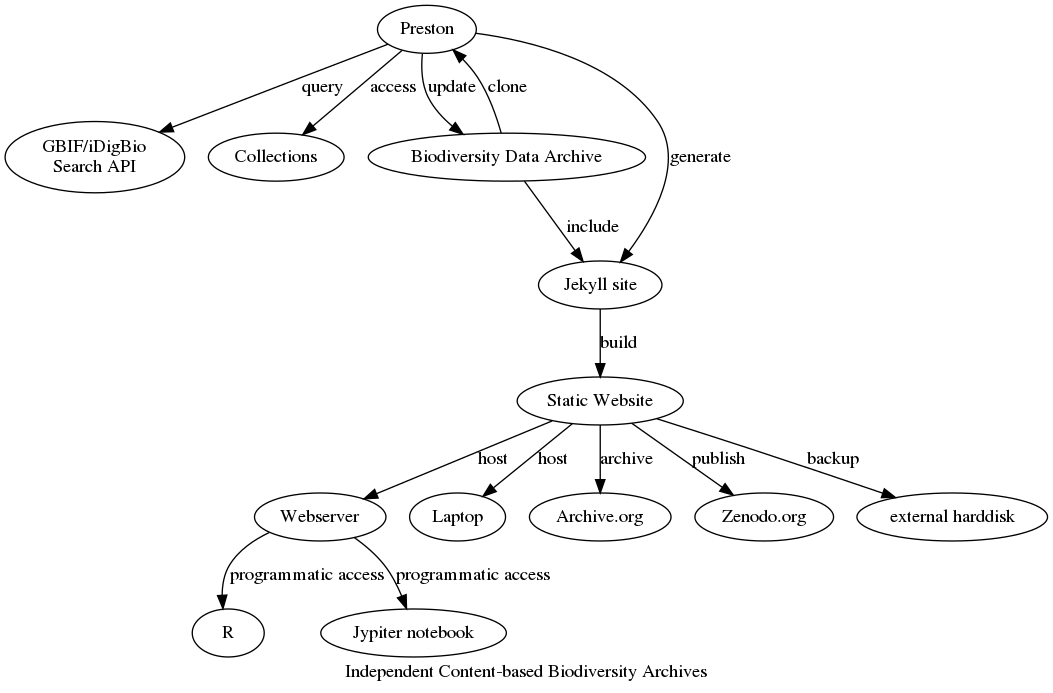 Preston
query
access
update
clone
GBIF/iDigBio
Search API
Collections
Biodiversity Data Archive
generate
include
Jekyll site
build
Static Website
host
host
archive
publish
backup
Webserver
Laptop
Archive.org
Zenodo.org
external harddisk
programmatic access
programmatic access
R
Jypiter notebook
Independent Content-based Biodiversity Archives